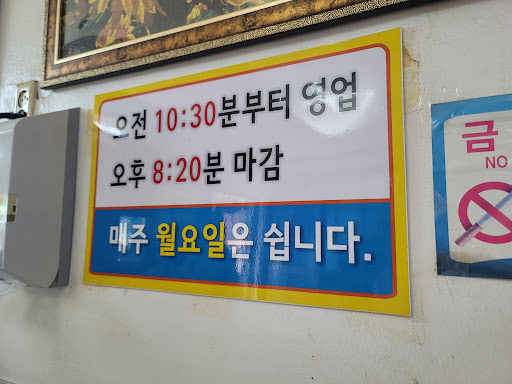 오전 10:30분부터 영업
오후 8:20분 마감
매주 월요일은 쉽니다.
금
NO